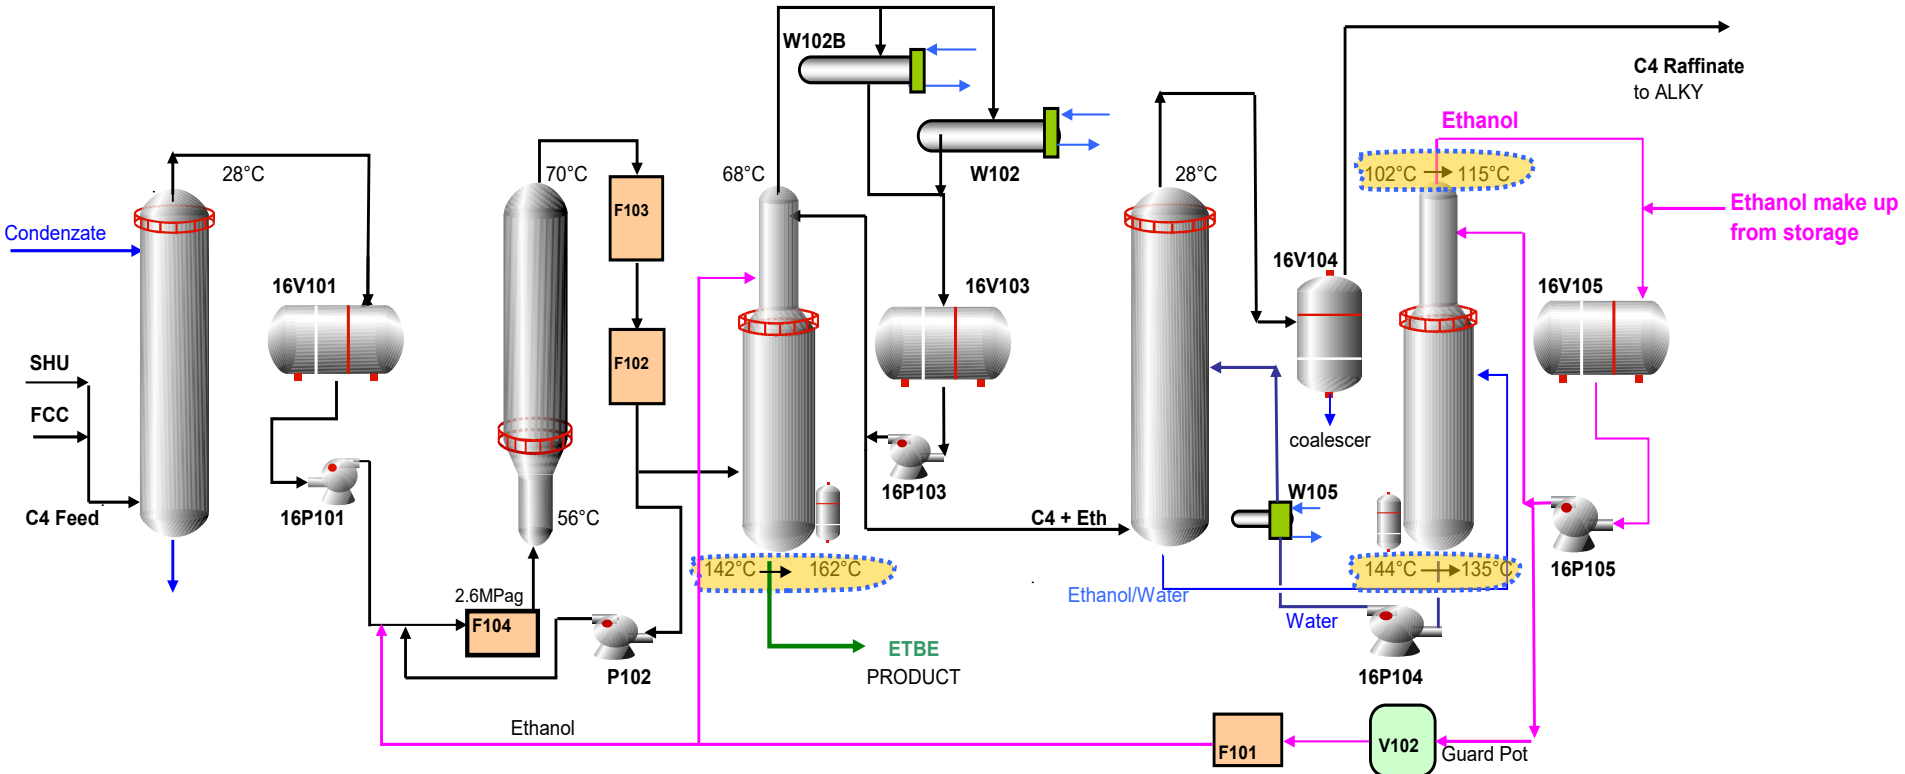 W102B
C4 Raffinate
to ALKY
Ethanol
W102
28°C
70°C
68°C
28°C
102°C
115°C
F103
Ethanol make up
from storage
Condenzate
16V104
16V101
16V103
16V105
SHU
F102
FCC
coalescer
16P103
W105
C4 Feed
16P101
56°C
C4 + Eth
142°C
162°C
144°C
135°C
16P105
2.6MPag
Ethanol/Water
F104
Water
ETBE
PRODUCT
P102
16P104
Ethanol
F101
V102
Guard Pot